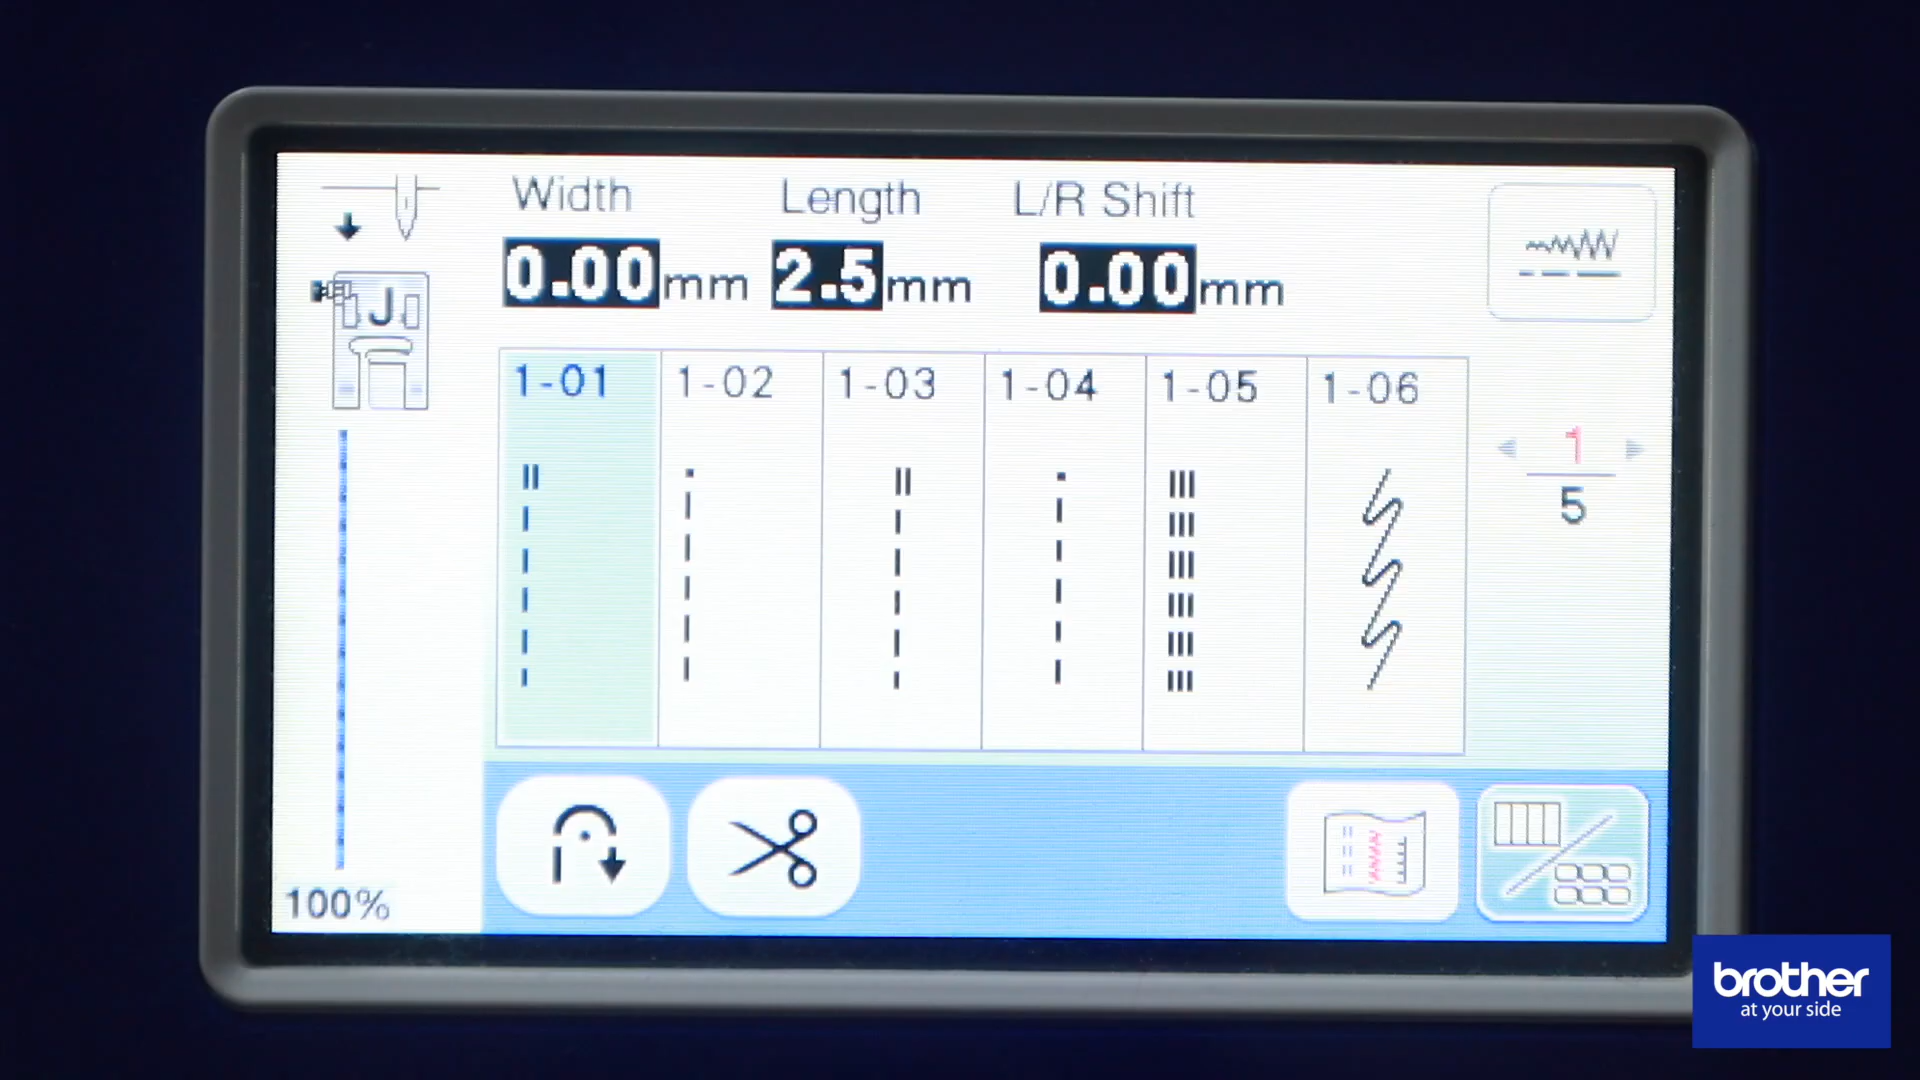 Width Length L/R Shift
0.00mm 2.5mm 0.00mm
J
1-01 1-02 1-03 1-04 1-05 1-06
1
5
100%
brother
at your side